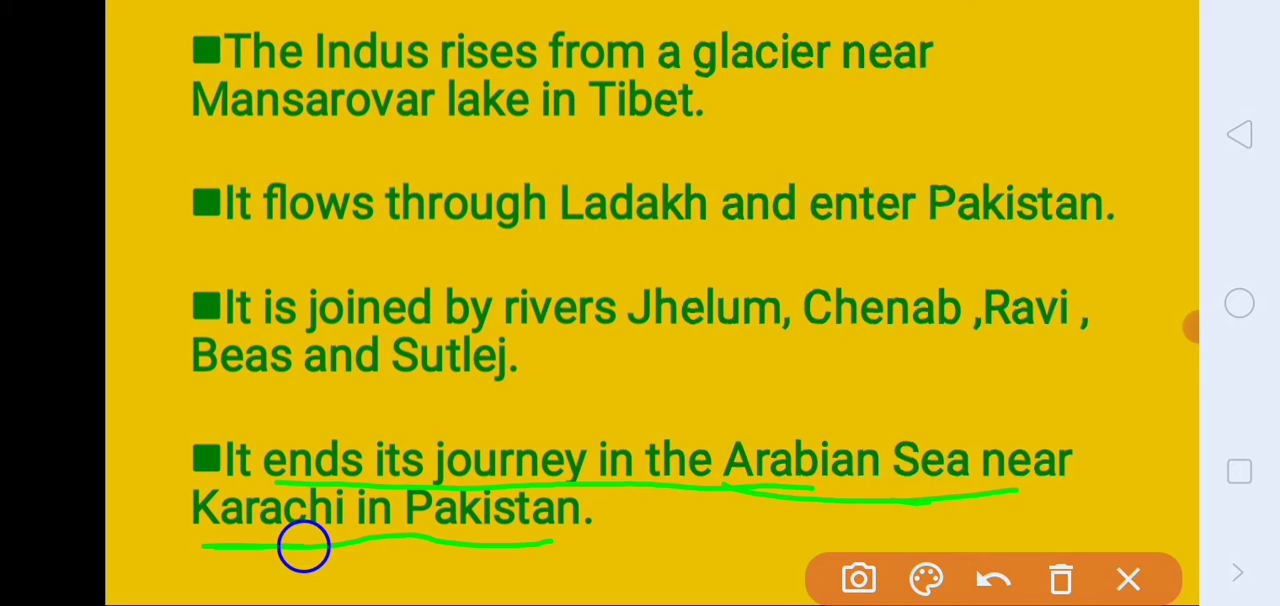 ■The Indus rises from a glacier near
Mansarovar lake in Tibet.
■It flows through Ladakh and enter Pakistan.
■It is joined by rivers Jhelum, Chenab ,Ravi ,
Beas and Sutlej.
■It ends its journey in the Arabian Sea near
Karachi in Pakistan.